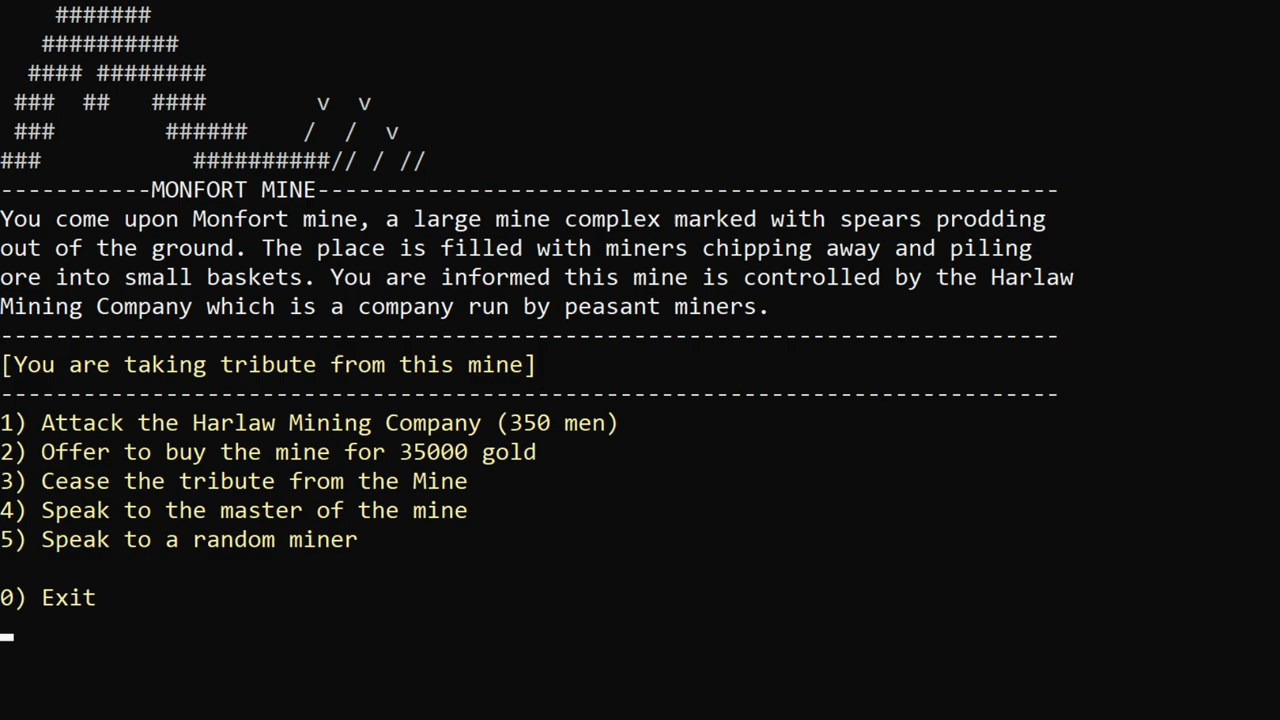 #######
   ##########
  #### ########
 ###  ##   ####        v  v
 ###        ######    /  /  v
###           ##########// / //
-----------MONFORT MINE------------------------------------------------------
You come upon Monfort mine, a large mine complex marked with spears prodding
out of the ground. The place is filled with miners chipping away and piling
ore into small baskets. You are informed this mine is controlled by the Harlaw
Mining Company which is a company run by peasant miners.
-----------------------------------------------------------------------------
[You are taking tribute from this mine]
-----------------------------------------------------------------------------
1) Attack the Harlaw Mining Company (350 men)
2) Offer to buy the mine for 35000 gold
3) Cease the tribute from the Mine
4) Speak to the master of the mine
5) Speak to a random miner
0) Exit